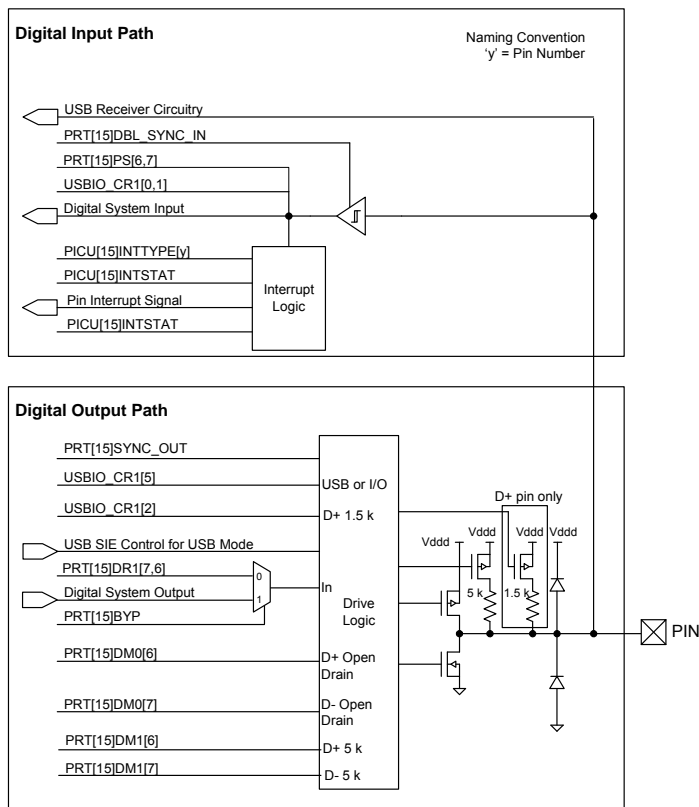 Digital Input Path
Naming Convention
‘y’ = Pin Number
USB Receiver Circuitry
PRT[15]DBL_SYNC_IN
PRT[15]PS[6,7]
USBIO_CR1[0,1]
Digital System Input
PICU[15]INTTYPE[y]
PICU[15]INTSTAT
Pin Interrupt Signal
PICU[15]INTSTAT
Interrupt
Logic
Digital Output Path
PRT[15]SYNC_OUT
USBIO_CR1[5]
USBIO_CR1[2]
USB SIE Control for USB Mode
PRT[15]DR1[7,6]
Digital System Output
PRT[15]BYP
0
1
PRT[15]DM0[6]
PRT[15]DM0[7]
PRT[15]DM1[6]
PRT[15]DM1[7]
USB or I/O
D+ 1.5 k
In
Drive
Logic
D+ Open
Drain
D- Open
Drain
D+ 5 k
D- 5 k
D+ pin only
Vddd
Vddd
Vddd
Vddd
5 k
1.5 k
PIN